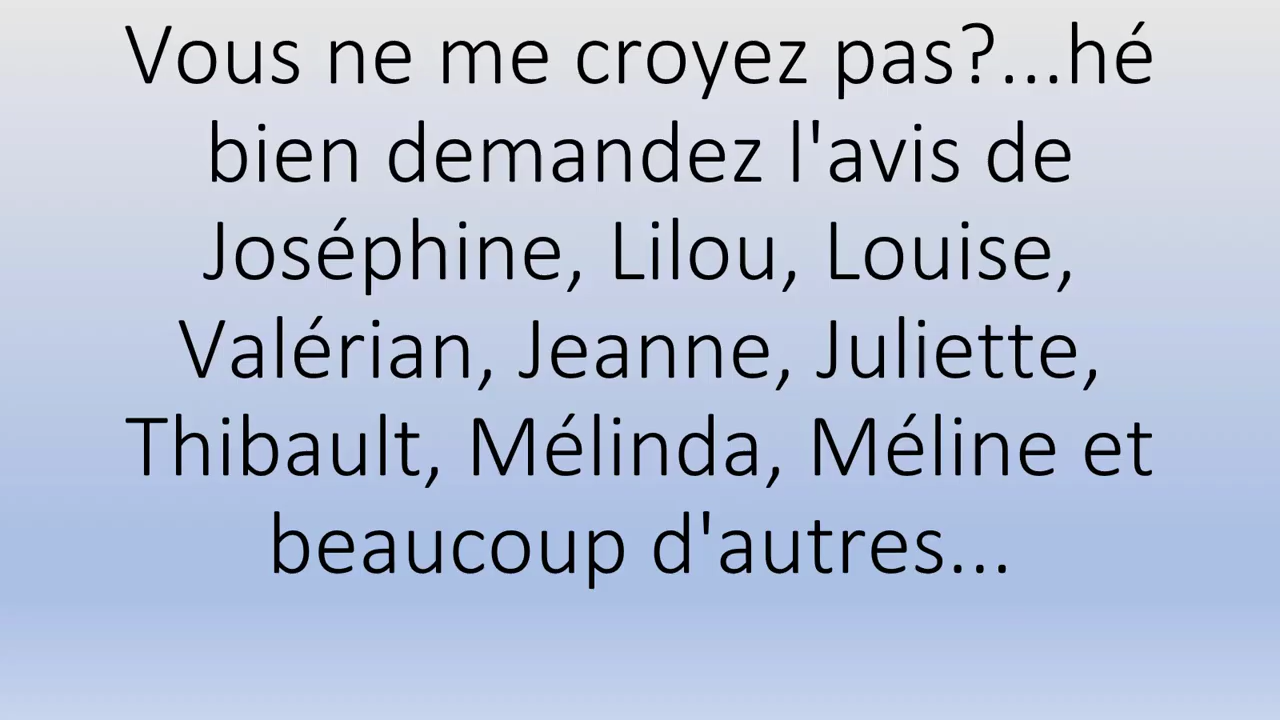 Vous ne me croyez pas?...hé
bien demandez l'avis de
Joséphine, Lilou, Louise,
Valérian, Jeanne, Juliette,
Thibault, Mélinda, Méline et
beaucoup d'autres...